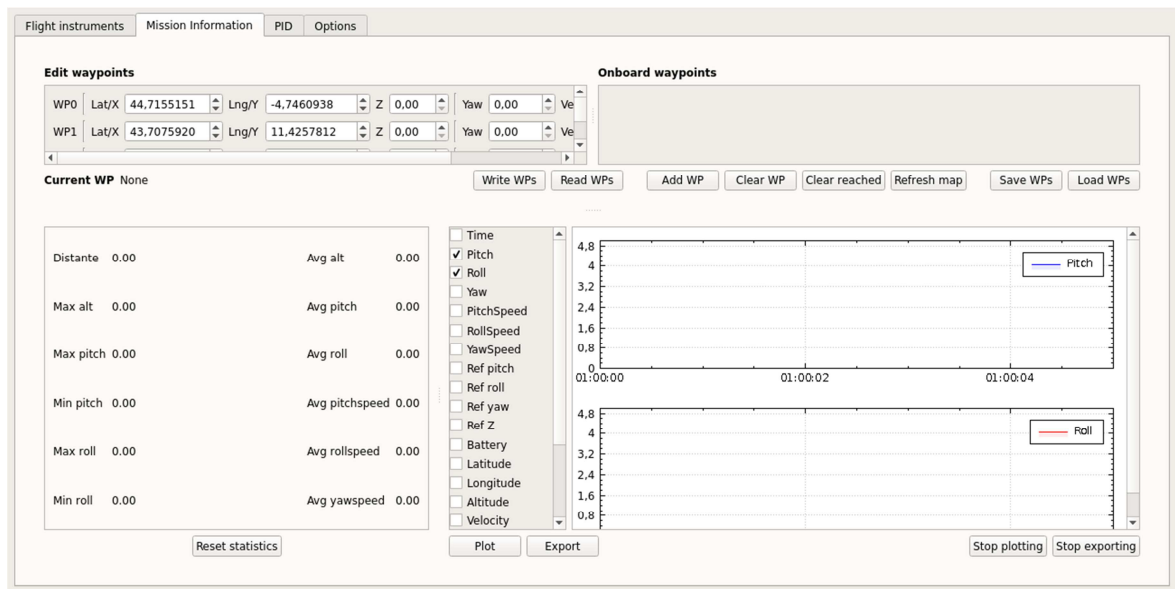 Flight instruments Mission Information PID Options
Edit waypoints Onboard waypoints
WP0 Lat/X 44,7155151 Lng/Y -4,7460938 Z 0,00 Yaw 0,00 Ve
WP1 Lat/X 43,7075920 Lng/Y 11,4257812 Z 0,00 Yaw 0,00 Ve
Current WP None Write WPs Read WPs Add WP Clear WP Clear reached Refresh map Save WPs Load WPs
Distante 0.00 Avg alt 0.00
Max alt 0.00 Avg pitch 0.00
Max pitch 0.00 Avg roll 0.00
Min pitch 0.00 Avg pitchspeed 0.00
Max roll 0.00 Avg rollspeed 0.00
Min roll 0.00 Avg yawspeed 0.00
Reset statistics
Time
Pitch
Roll
Yaw
PitchSpeed
RollSpeed
YawSpeed
Ref pitch
Ref roll
Ref yaw
Ref Z
Battery
Latitude
Longitude
Altitude
Velocity
Plot Export
4,8
4
3,2
2,4
1,6
0,8
0
01:00:00 01:00:02 01:00:04
Pitch
4,8
4
3,2
2,4
1,6
0,8
Roll
Stop plotting Stop exporting